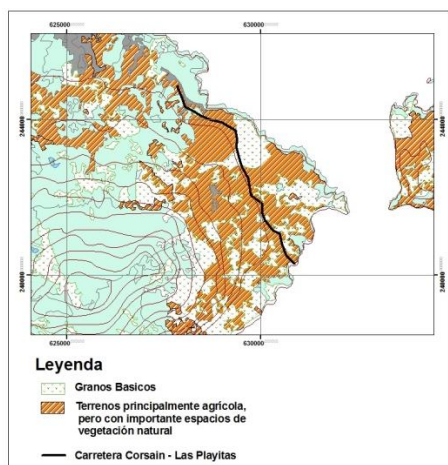 625000 630000
244000 244000
240000 240000
625000 630000
Leyenda
Granos Basicos
Terrenos principalmente agrícola,
pero con importante espacios de
vegetación natural
Carretera Corsain - Las Playitas